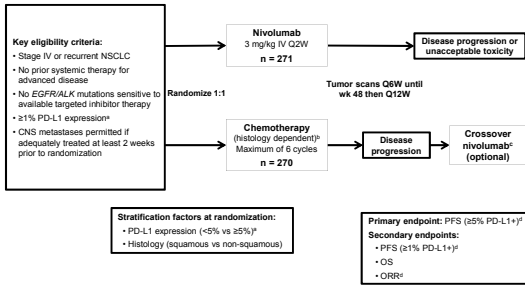 Key eligibility criteria:
• Stage IV or recurrent NSCLC
• No prior systemic therapy for
advanced disease
• No EGFR/ALK mutations sensitive to
available targeted inhibitor therapy
• ≥1% PD-L1 expressionᵃ
• CNS metastases permitted if
adequately treated at least 2 weeks
prior to randomization
Randomize 1:1
Nivolumab
3 mg/kg IV Q2W
n = 271
Disease progression or
unacceptable toxicity
Tumor scans Q6W until
wk 48 then Q12W
Chemotherapy
(histology dependent)ᵇ
Maximum of 6 cycles
n = 270
Disease
progression
Crossover
nivolumabᶜ
(optional)
Stratification factors at randomization:
• PD-L1 expression (<5% vs ≥5%)ᵃ
• Histology (squamous vs non-squamous)
Primary endpoint: PFS (≥5% PD-L1+)ᵈ
Secondary endpoints:
• PFS (≥1% PD-L1+)ᵈ
• OS
• ORRᵈ